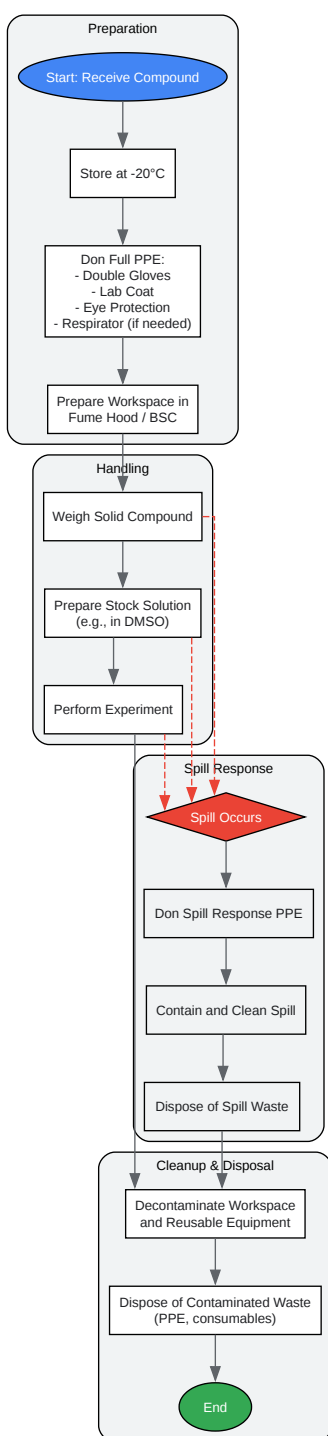 Preparation
Start: Receive Compound
Store at -20°C
Don Full PPE:
- Double Gloves
- Lab Coat
- Eye Protection
- Respirator (if needed)
Prepare Workspace in
Fume Hood / BSC
Handling
Weigh Solid Compound
Prepare Stock Solution
(e.g., in DMSO)
Perform Experiment
Spill Response
Spill Occurs
Don Spill Response PPE
Contain and Clean Spill
Dispose of Spill Waste
Cleanup & Disposal
Decontaminate Workspace
and Reusable Equipment
Dispose of Contaminated Waste
(PPE, consumables)
End